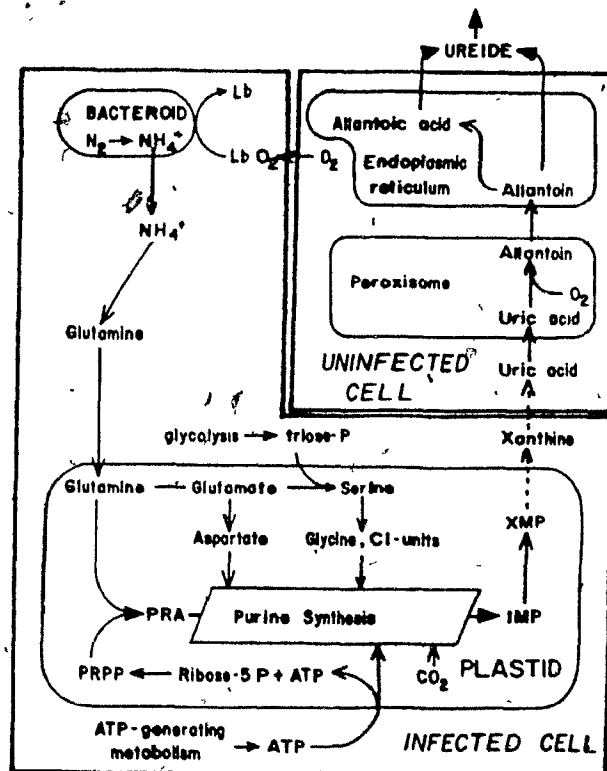 UREIDE
Lb
BACTEROID
N2 → NH4+
Lb O2 ← O2
NH4+
Allantoic acid
Endoplasmic
reticulum
Allantoin
Allantoin
Peroxisome
O2
Uric acid
UNINFECTED
CELL
Uric acid
Glutamine
glycolysis → triose-P
Xanthine
Glutamine — Glutamate → Serine
XMP
Aspartate
Glycine, C1-units
PRA
Purine Synthesis
IMP
PRPP ← Ribose-5 P + ATP
CO2
PLASTID
ATP-generating
metabolism → ATP
INFECTED CELL